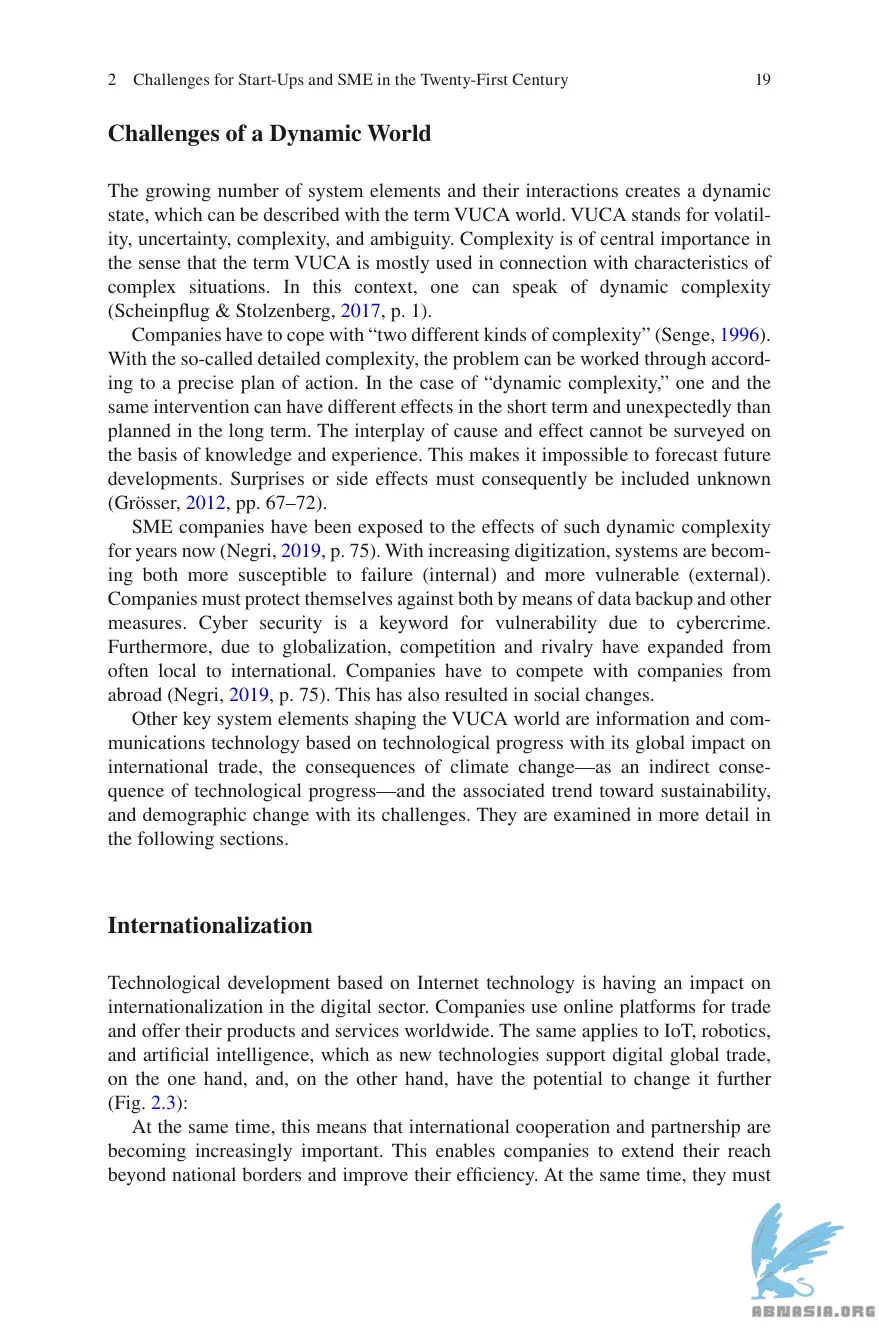 2 Challenges for Start-Ups and SME in the Twenty-First Century 19
Challenges of a Dynamic World
The growing number of system elements and their interactions creates a dynamic
state, which can be described with the term VUCA world. VUCA stands for volatil-
ity, uncertainty, complexity, and ambiguity. Complexity is of central importance in
the sense that the term VUCA is mostly used in connection with characteristics of
complex situations. In this context, one can speak of dynamic complexity
(Scheinpflug & Stolzenberg, 2017, p. 1).
Companies have to cope with “two different kinds of complexity” (Senge, 1996).
With the so-called detailed complexity, the problem can be worked through accord-
ing to a precise plan of action. In the case of “dynamic complexity,” one and the
same intervention can have different effects in the short term and unexpectedly than
planned in the long term. The interplay of cause and effect cannot be surveyed on
the basis of knowledge and experience. This makes it impossible to forecast future
developments. Surprises or side effects must consequently be included unknown
(Grösser, 2012, pp. 67–72).
SME companies have been exposed to the effects of such dynamic complexity
for years now (Negri, 2019, p. 75). With increasing digitization, systems are becom-
ing both more susceptible to failure (internal) and more vulnerable (external).
Companies must protect themselves against both by means of data backup and other
measures. Cyber security is a keyword for vulnerability due to cybercrime.
Furthermore, due to globalization, competition and rivalry have expanded from
often local to international. Companies have to compete with companies from
abroad (Negri, 2019, p. 75). This has also resulted in social changes.
Other key system elements shaping the VUCA world are information and com-
munications technology based on technological progress with its global impact on
international trade, the consequences of climate change—as an indirect conse-
quence of technological progress—and the associated trend toward sustainability,
and demographic change with its challenges. They are examined in more detail in
the following sections.
Internationalization
Technological development based on Internet technology is having an impact on
internationalization in the digital sector. Companies use online platforms for trade
and offer their products and services worldwide. The same applies to IoT, robotics,
and artificial intelligence, which as new technologies support digital global trade,
on the one hand, and, on the other hand, have the potential to change it further
(Fig. 2.3):
At the same time, this means that international cooperation and partnership are
becoming increasingly important. This enables companies to extend their reach
beyond national borders and improve their efficiency. At the same time, they must
ABNASIA.ORG